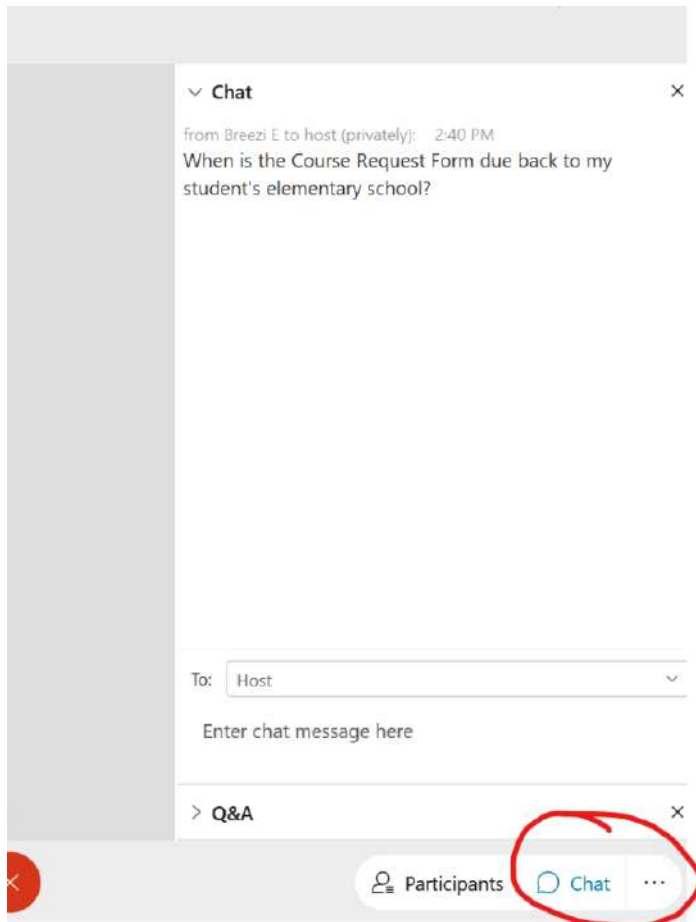 Chat
from Breezi E to host (privately): 2:40 PM
When is the Course Request Form due back to my
student's elementary school?
To: Host
Enter chat message here
Q&A
Participants Chat ...